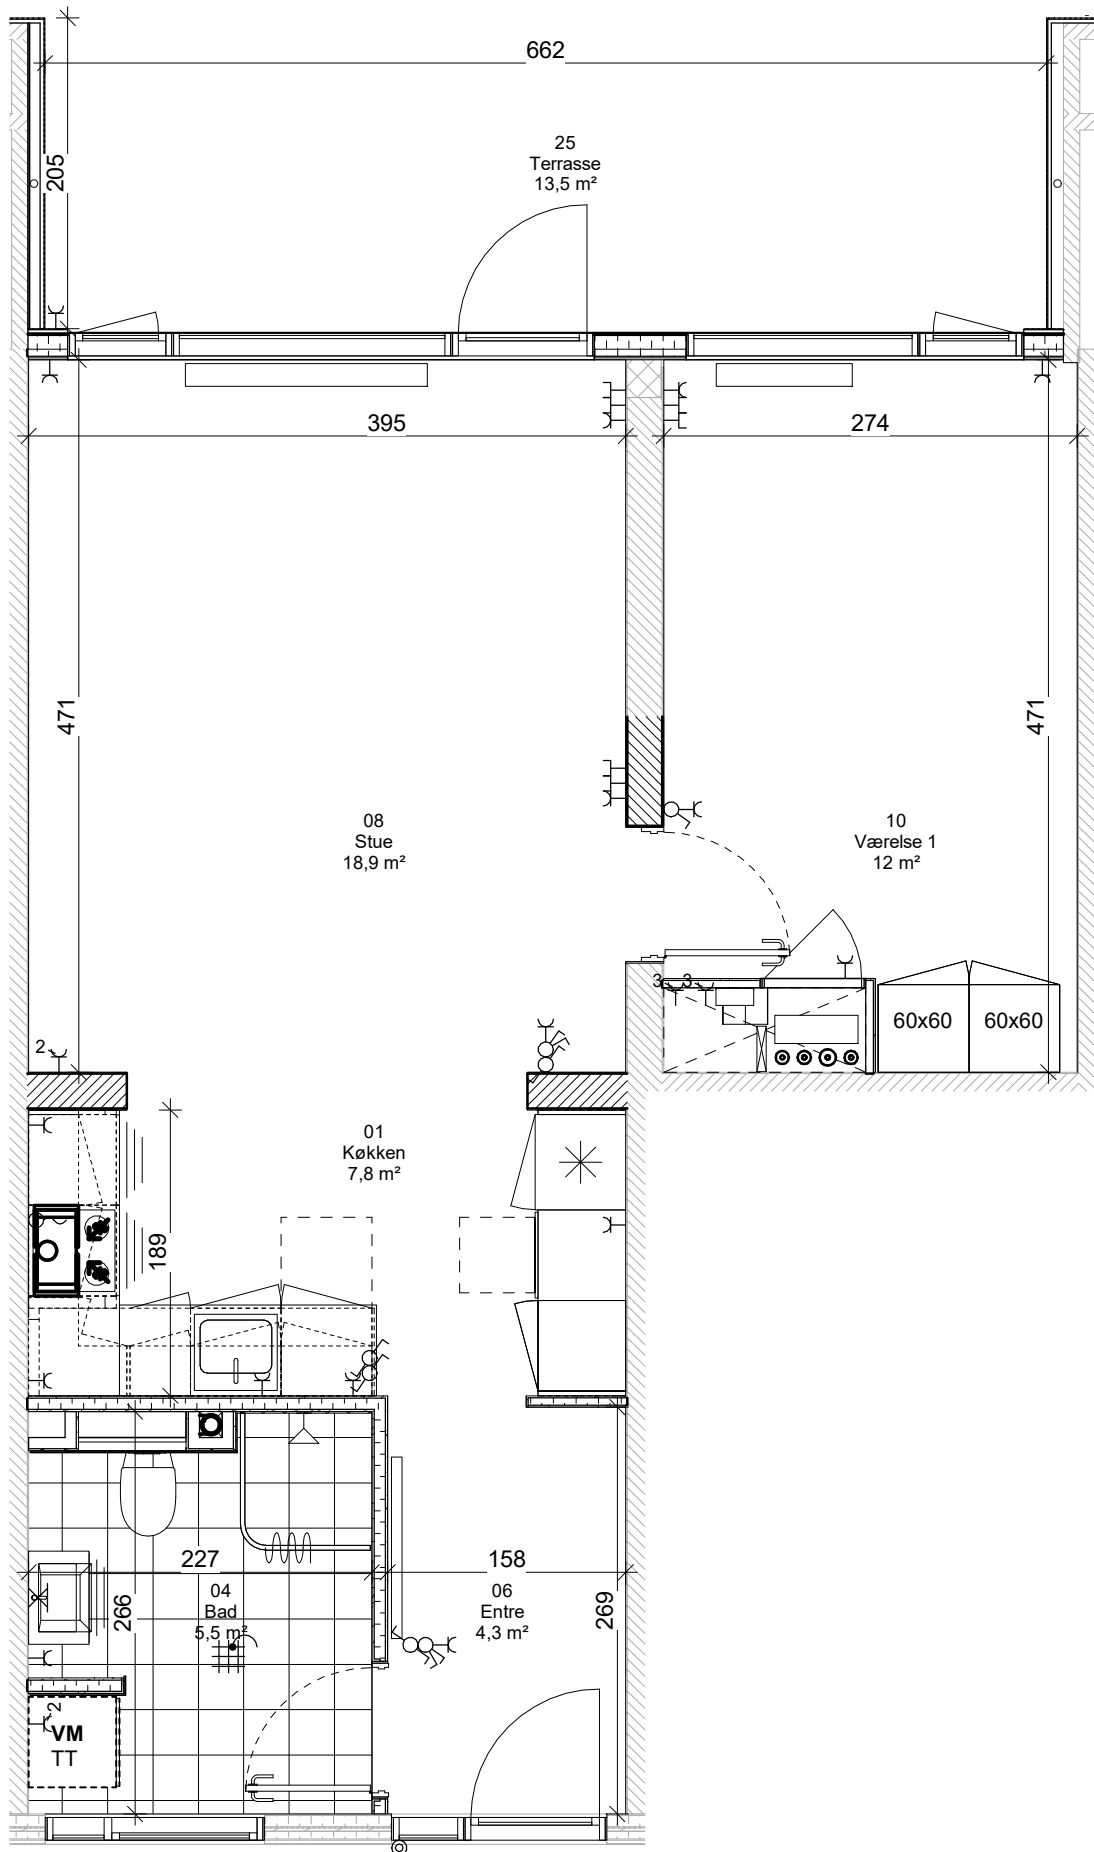 662
205
25
Terrasse
13,5 m²
395
274
471
471
08
Stue
18,9 m²
10
Værelse 1
12 m²
3
3
60x60
60x60
2
01
Køkken
7,8 m²
189
227
158
266
04
Bad
5,5 m²
06
Entre
4,3 m²
269
2
VM
TT